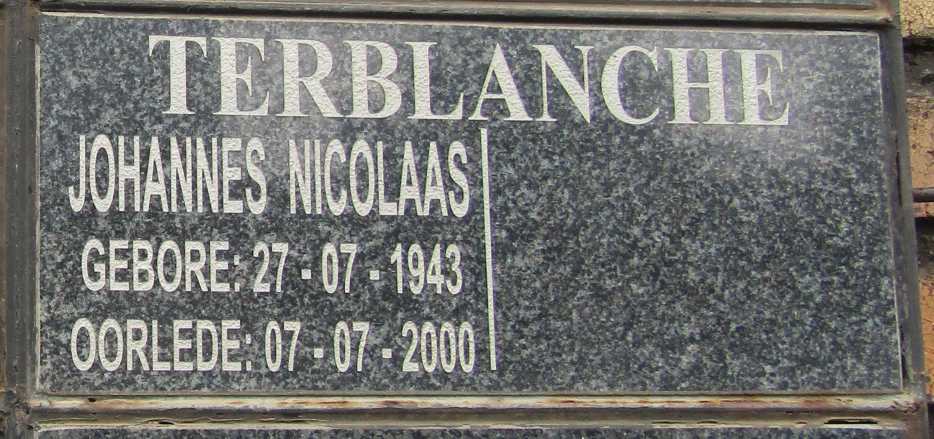 TERBLANCHE
JOHANNES NICOLAAS
GEBORE: 27 - 07 - 1943
OORLEDE: 07 - 07 - 2000